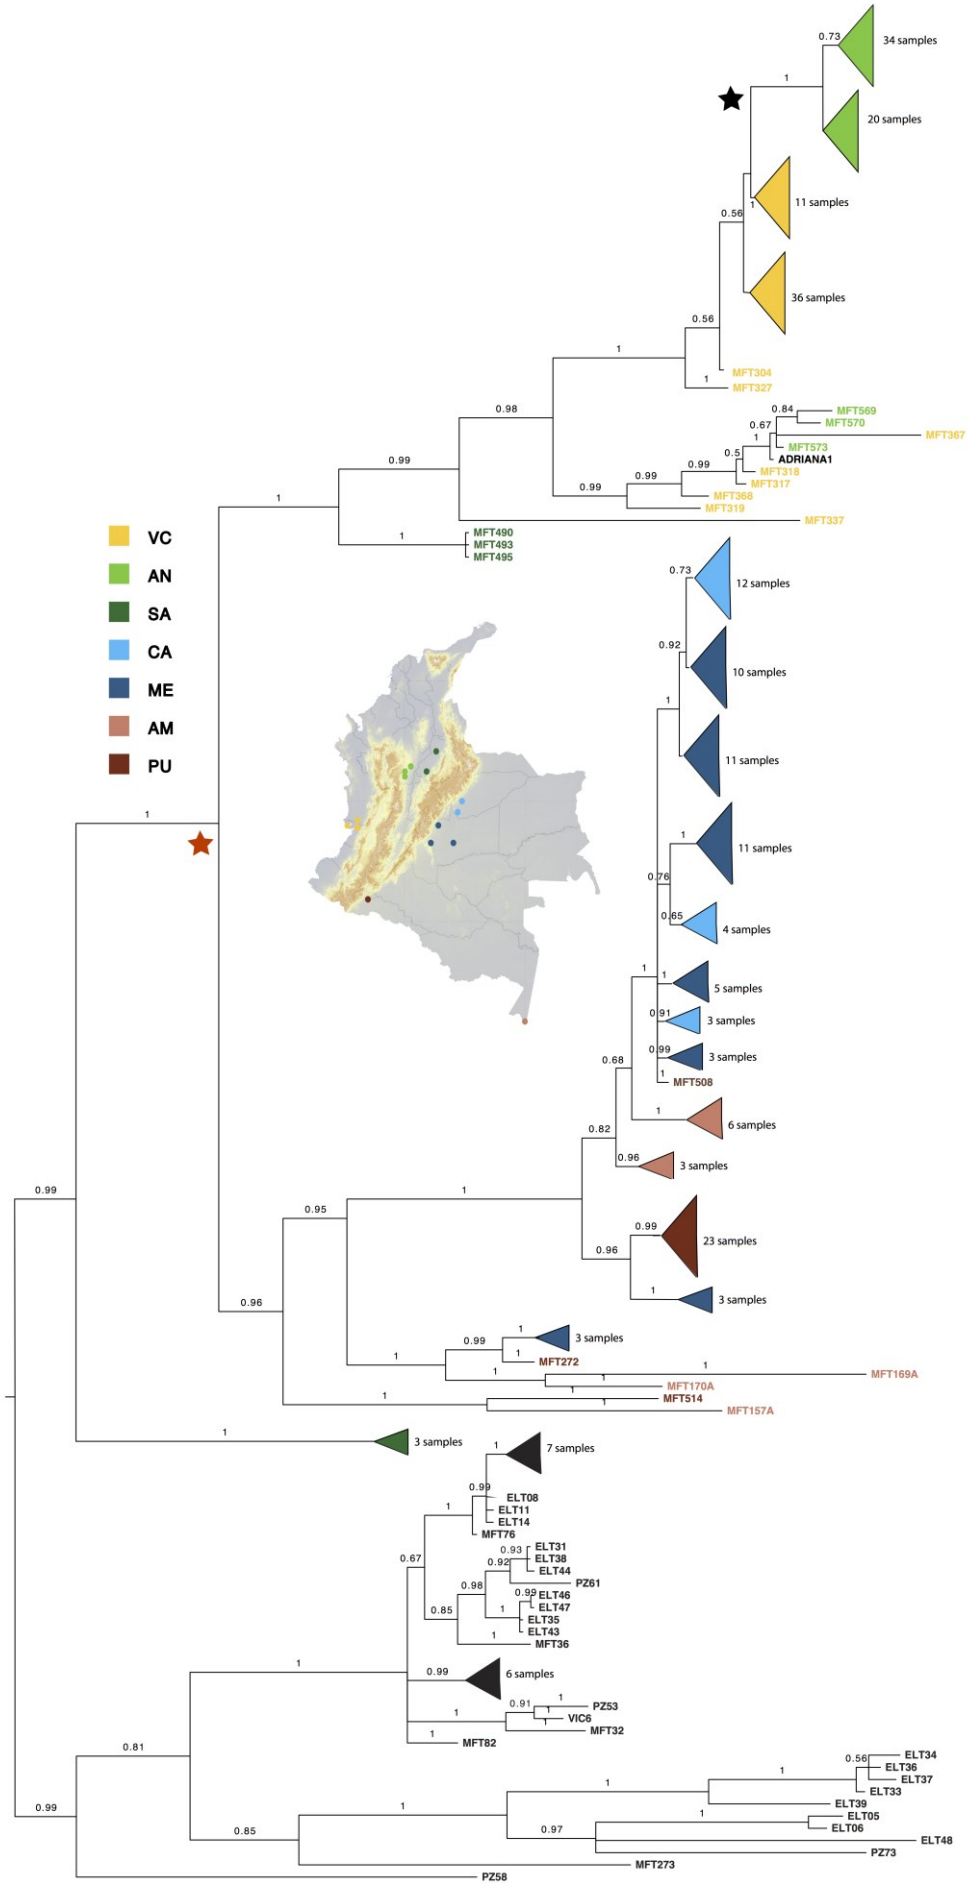 0.73
34 samples
1
20 samples
11 samples
1
0.56
36 samples
0.56
1
MFT304
1
MFT327
0.98
0.84
MFT569
MFT570
0.67
MFT367
1
MFT573
0.5
ADRIANA1
0.99
0.99
MFT318
0.99
MFT317
0.99
MFT368
MFT319
MFT337
1
1
MFT490
MFT493
MFT495
VC
AN
SA
CA
ME
AM
PU
0.73
12 samples
0.92
10 samples
1
11 samples
1
11 samples
0.76
0.65
4 samples
1
1
5 samples
0.91
3 samples
0.99
3 samples
1
MFT508
0.68
1
6 samples
0.82
0.96
3 samples
1
0.99
0.95
1
23 samples
0.96
1
3 samples
0.99
0.96
1
3 samples
0.99
1
MFT272
1
1
1
MFT169A
1
MFT170A
1
1
MFT514
1
MFT157A
1
3 samples
1
7 samples
0.99
ELT08
1
ELT11
ELT14
MFT76
0.93
ELT31
0.67
0.92
ELT38
ELT44
0.98
PZ61
0.99
ELT46
ELT47
0.85
1
ELT35
ELT43
1
MFT36
1
0.99
6 samples
0.91
1
PZ53
1
1
VIC6
MFT32
1
MFT82
0.81
0.56
ELT34
ELT36
1
ELT37
1
ELT33
ELT39
1
1
ELT05
0.99
0.97
ELT06
0.85
ELT48
PZ73
MFT273
PZ58